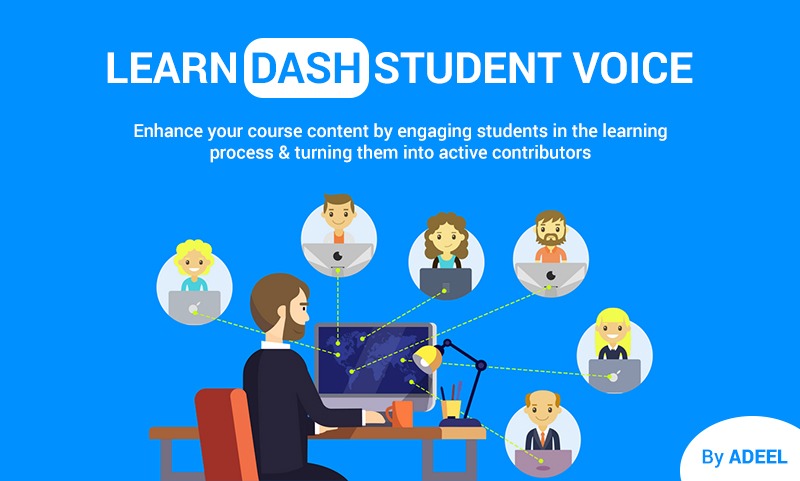 LEARN DASH STUDENT VOICE
Enhance your course content by engaging students in the learning
process & turning them into active contributors
By ADEEL